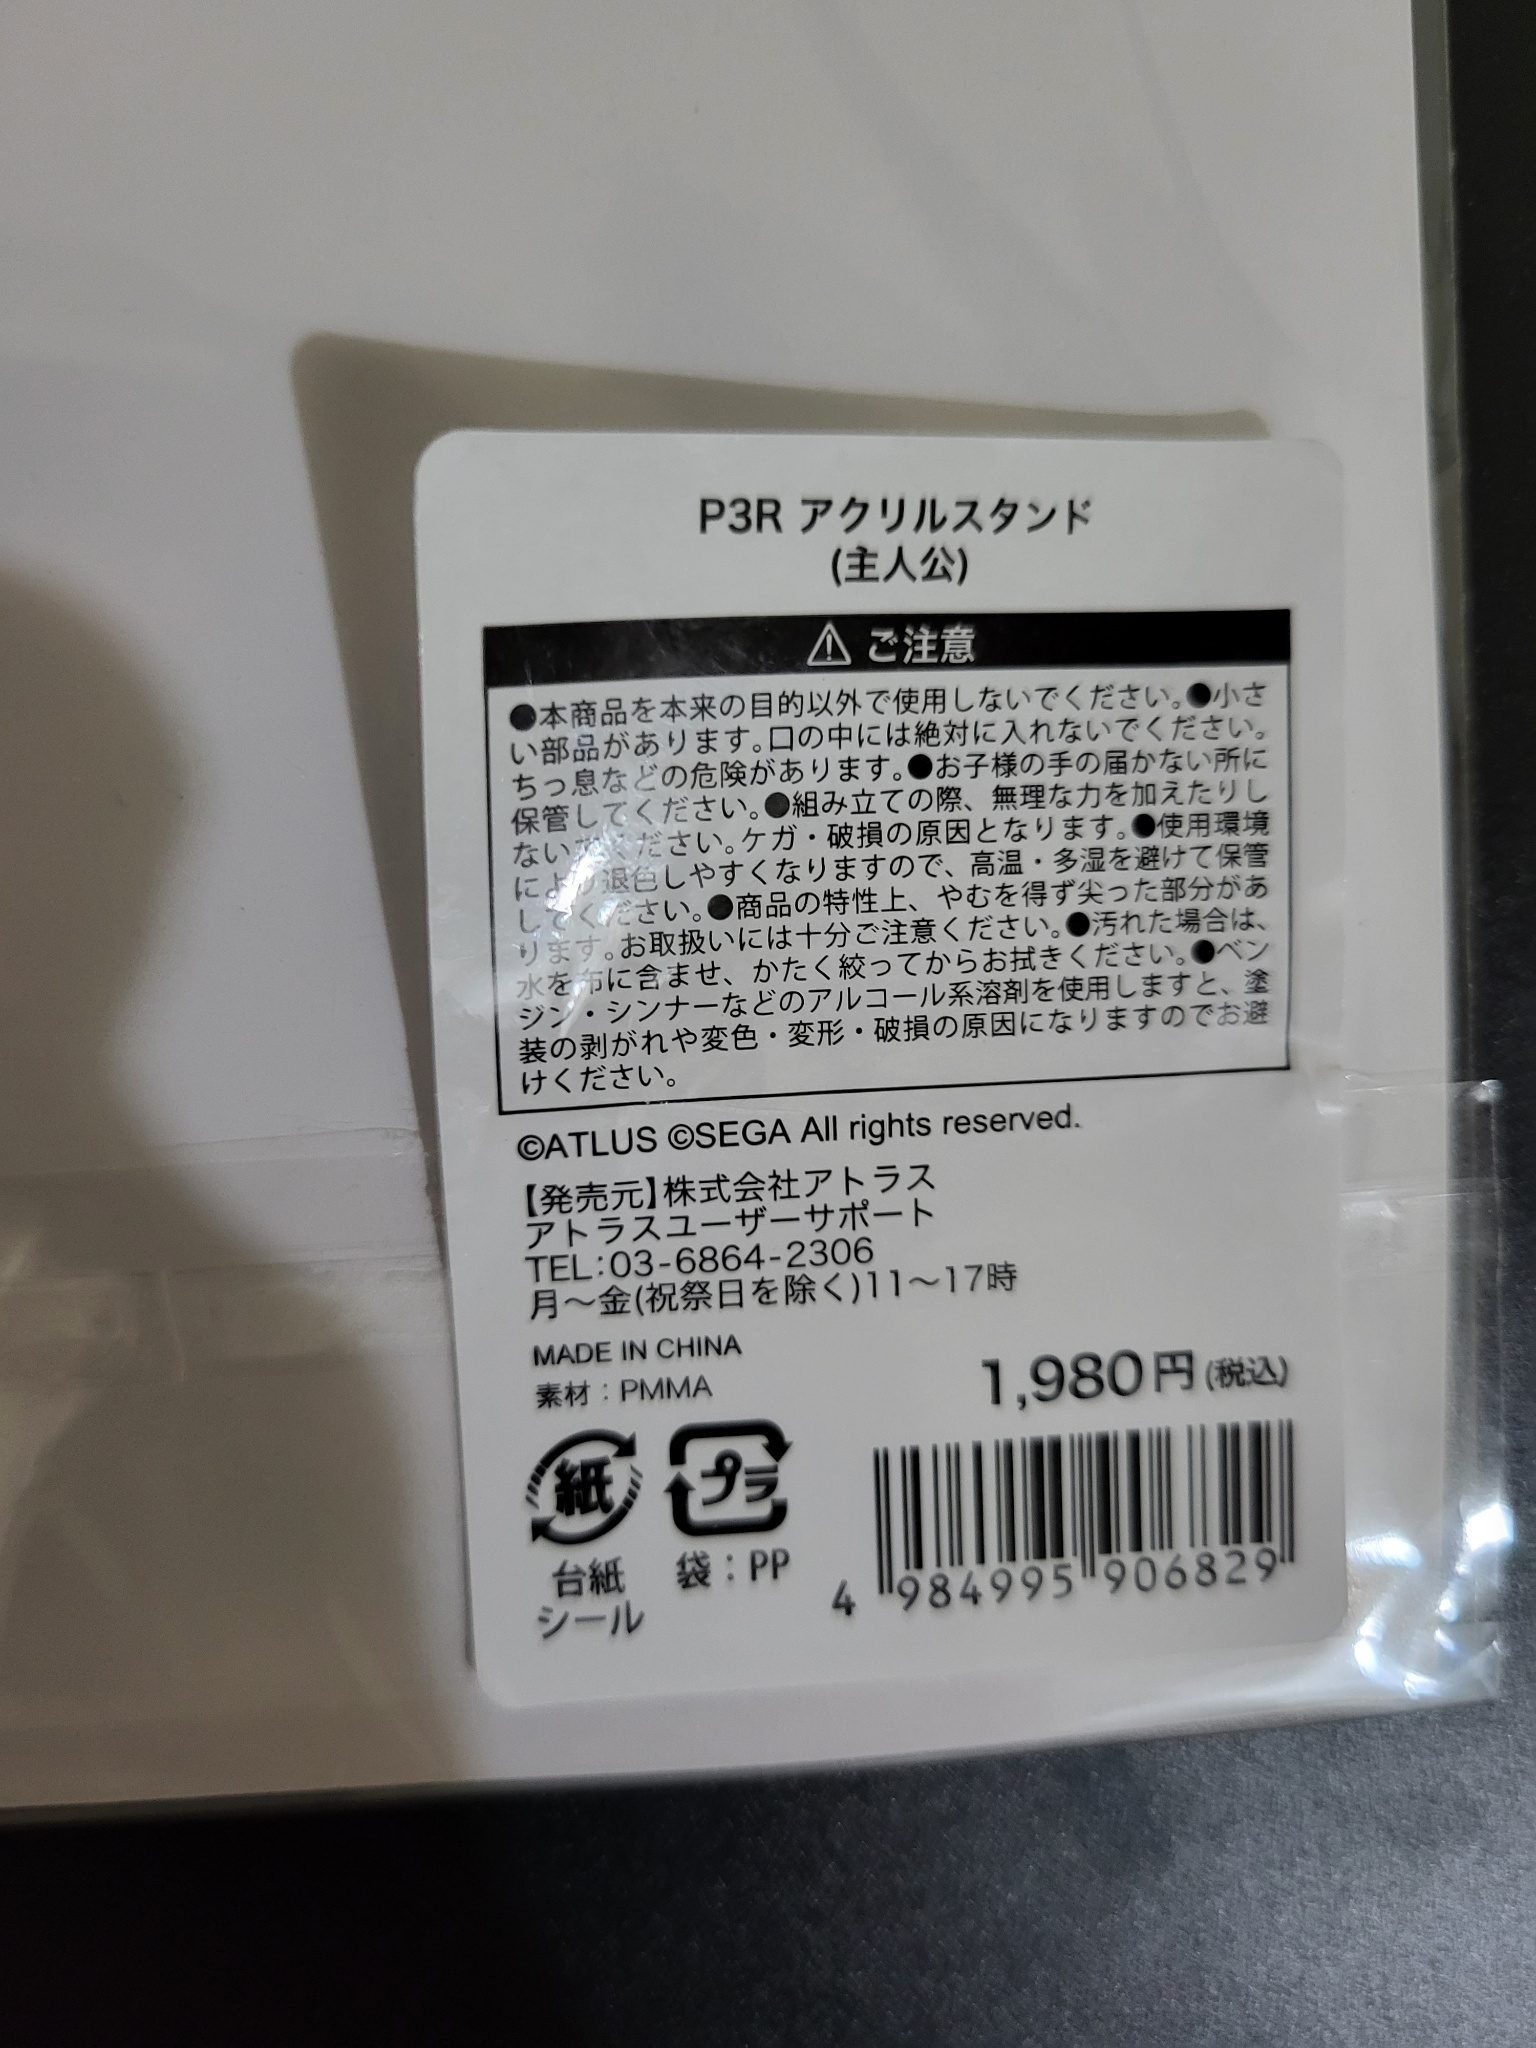 P3R アクリルスタンド
(主人公)
⚠ ご注意
●本商品を本来の目的以外で使用しないでください。●小さ
い部品があります。口の中には絶対に入れないでください。
ちっ息などの危険があります。●お子様の手の届かない所に
保管してください。●組み立ての際、無理な力を加えたりし
ないでください。ケガ・破損の原因となります。●使用環境
により退色しやすくなりますので、高温・多湿を避けて保管
してください。●商品の特性上、やむを得ず尖った部分があ
ります。お取扱いには十分ご注意ください。●汚れた場合は、
水を布に含ませ、かたく絞ってからお拭きください。●ベン
ジン・シンナーなどのアルコール系溶剤を使用しますと、塗
装の剥がれや変色・変形・破損の原因になりますのでお避
けください。
©ATLUS ©SEGA All rights reserved.
【発売元】株式会社アトラス
アトラスユーザーサポート
TEL:03-6864-2306
月〜金(祝祭日を除く)11〜17時
MADE IN CHINA
素材：PMMA
1,980円(税込)
紙
プラ
台紙
シール
袋：PP
4 984995 906829